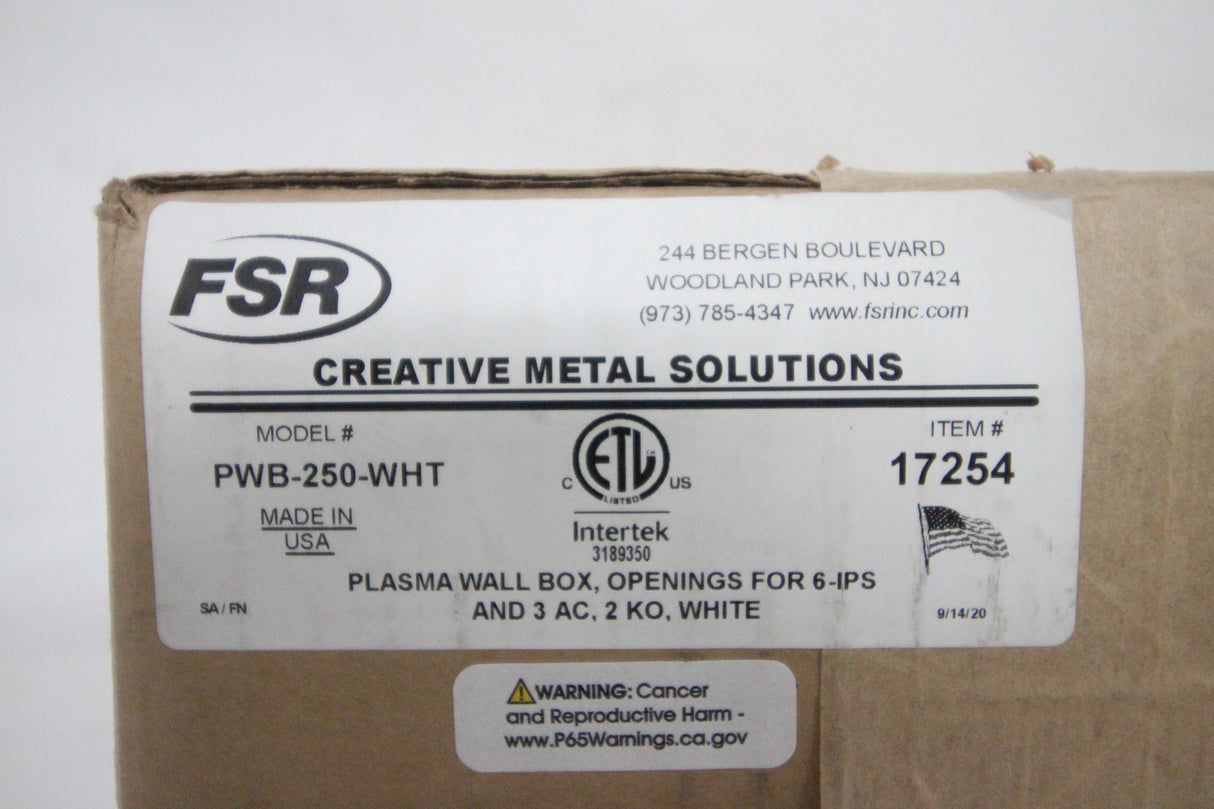 FSR
244 BERGEN BOULEVARD
WOODLAND PARK, NJ 07424
(973) 785-4347 www.fsrinc.com
CREATIVE METAL SOLUTIONS
MODEL #
PWB-250-WHT
MADE IN
USA
ETL
CM
LISTED
C
US
Intertek
3189350
ITEM #
17254
PLASMA WALL BOX, OPENINGS FOR 6-IPS
AND 3 AC, 2 KO, WHITE
SA / FN
9/14/20
WARNING: Cancer
and Reproductive Harm -
www.P65Warnings.ca.gov